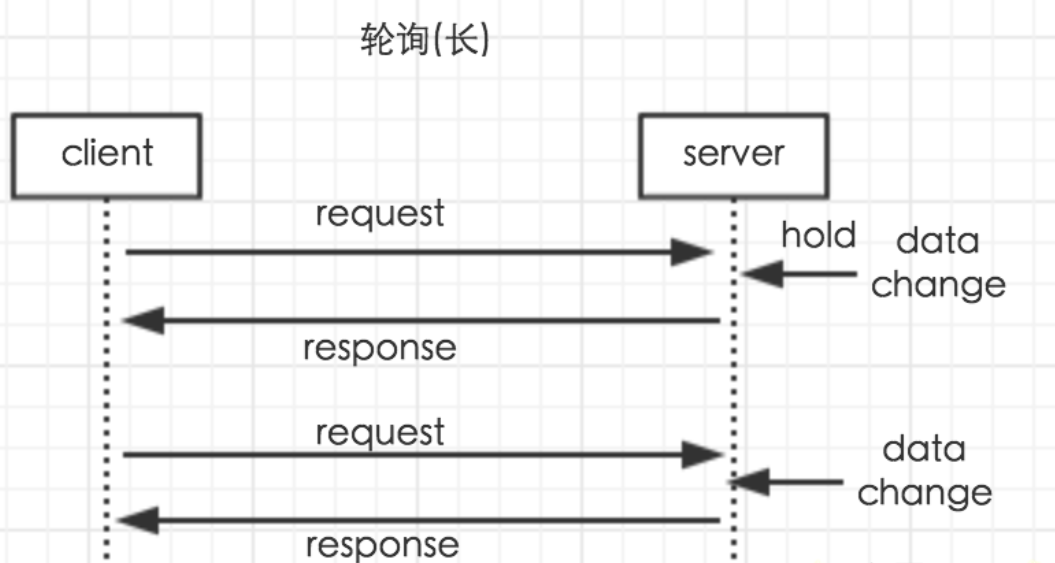 轮询(长)
client
server
request
hold
data
change
response
request
data
change
response